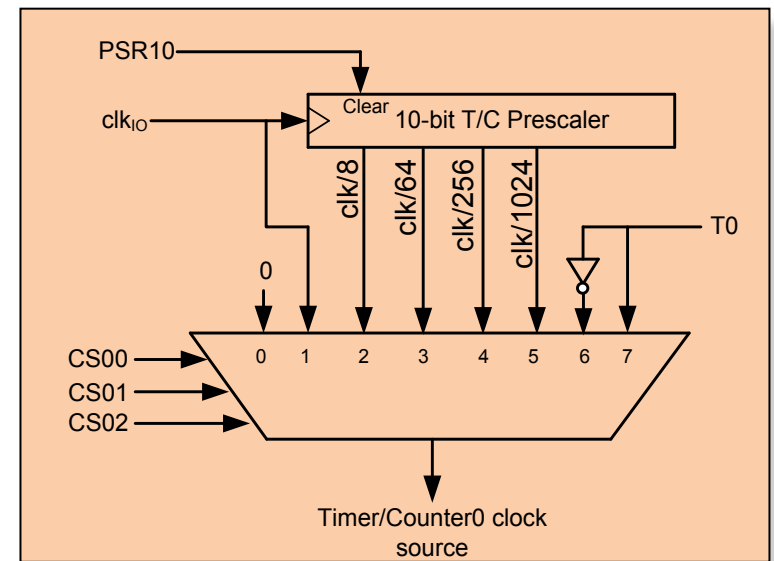 PSR10
clkIO
Clear
10-bit T/C Prescaler
clk/8
clk/64
clk/256
clk/1024
T0
0
0 1 2 3 4 5 6 7
CS00
CS01
CS02
Timer/Counter0 clock
source